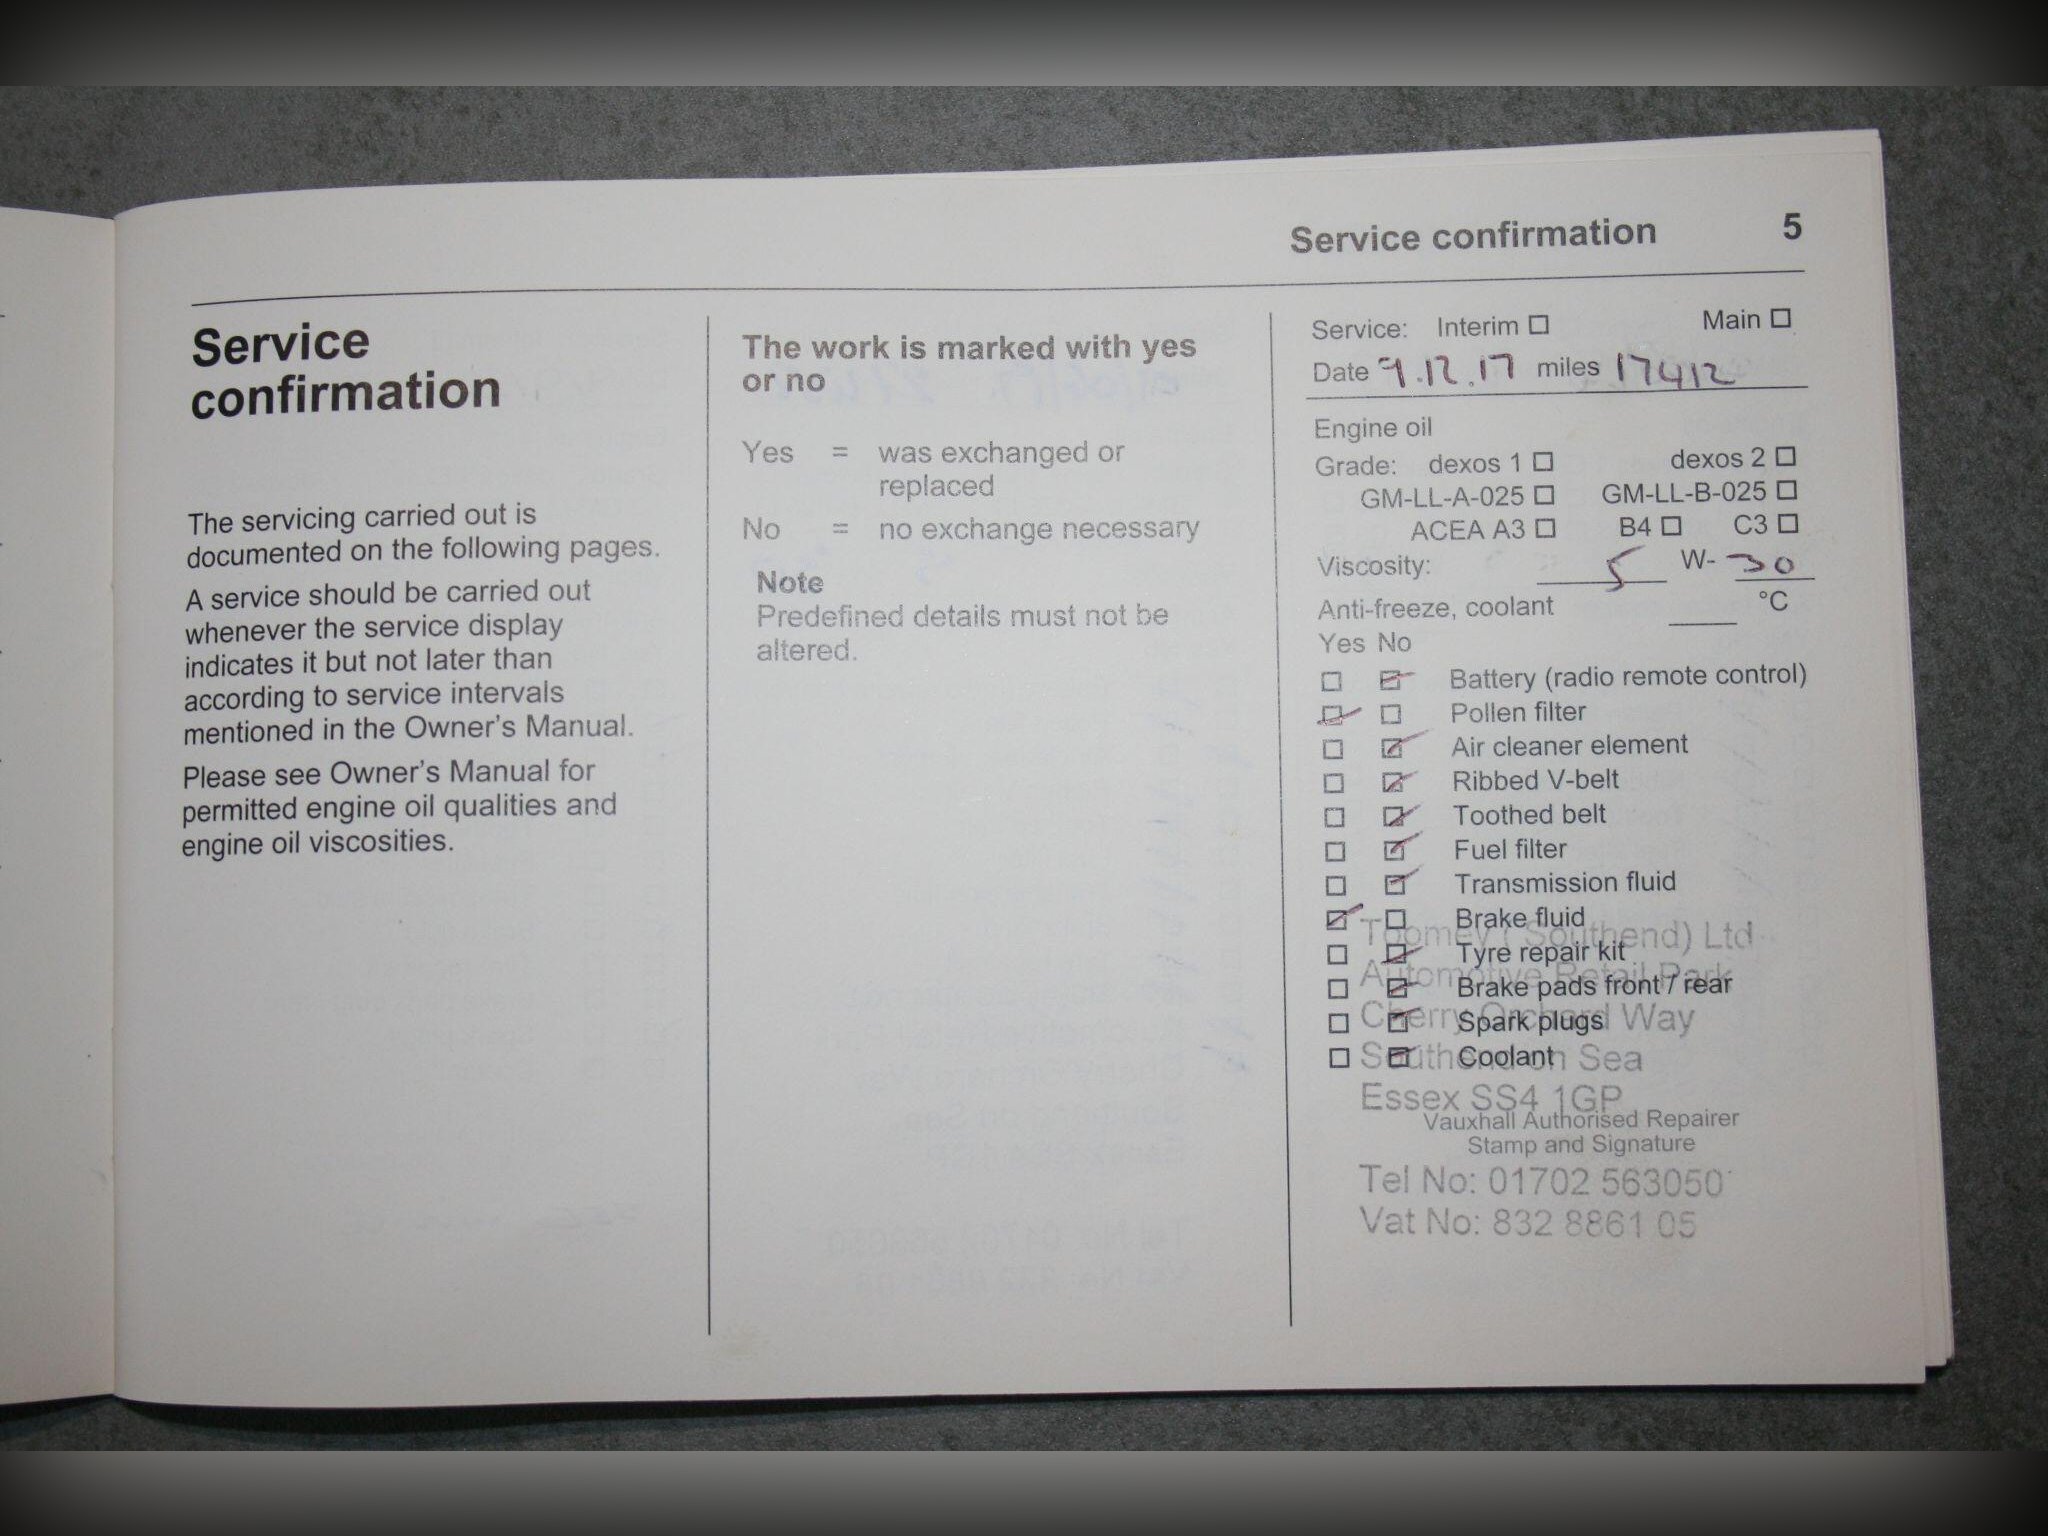 Service confirmation 5
Service
confirmation
The servicing carried out is
documented on the following pages.
A service should be carried out
whenever the service display
indicates it but not later than
according to service intervals
mentioned in the Owner's Manual.
Please see Owner's Manual for
permitted engine oil qualities and
engine oil viscosities.
The work is marked with yes
or no
Yes = was exchanged or
replaced
No = no exchange necessary
Note
Predefined details must not be
altered.
Service: Interim Main
Date 9.12.17 miles 17412
Engine oil
Grade: dexos 1 dexos 2
GM-LL-A-025 GM-LL-B-025
ACEA A3 B4 C3
Viscosity: 5 W- 30
Anti-freeze, coolant °C
Yes No
Battery (radio remote control)
Pollen filter
Air cleaner element
Ribbed V-belt
Toothed belt
Fuel filter
Transmission fluid
Brake fluid
Toomey (Southend) Ltd
Tyre repair kit
Automotive Retail Park
Brake pads front / rear
Cherry Orchard Way
Spark plugs
Southend on Sea
Coolant
Essex SS4 1GP
Vauxhall Authorised Repairer
Stamp and Signature
Tel No: 01702 563050
Vat No: 832 8861 05